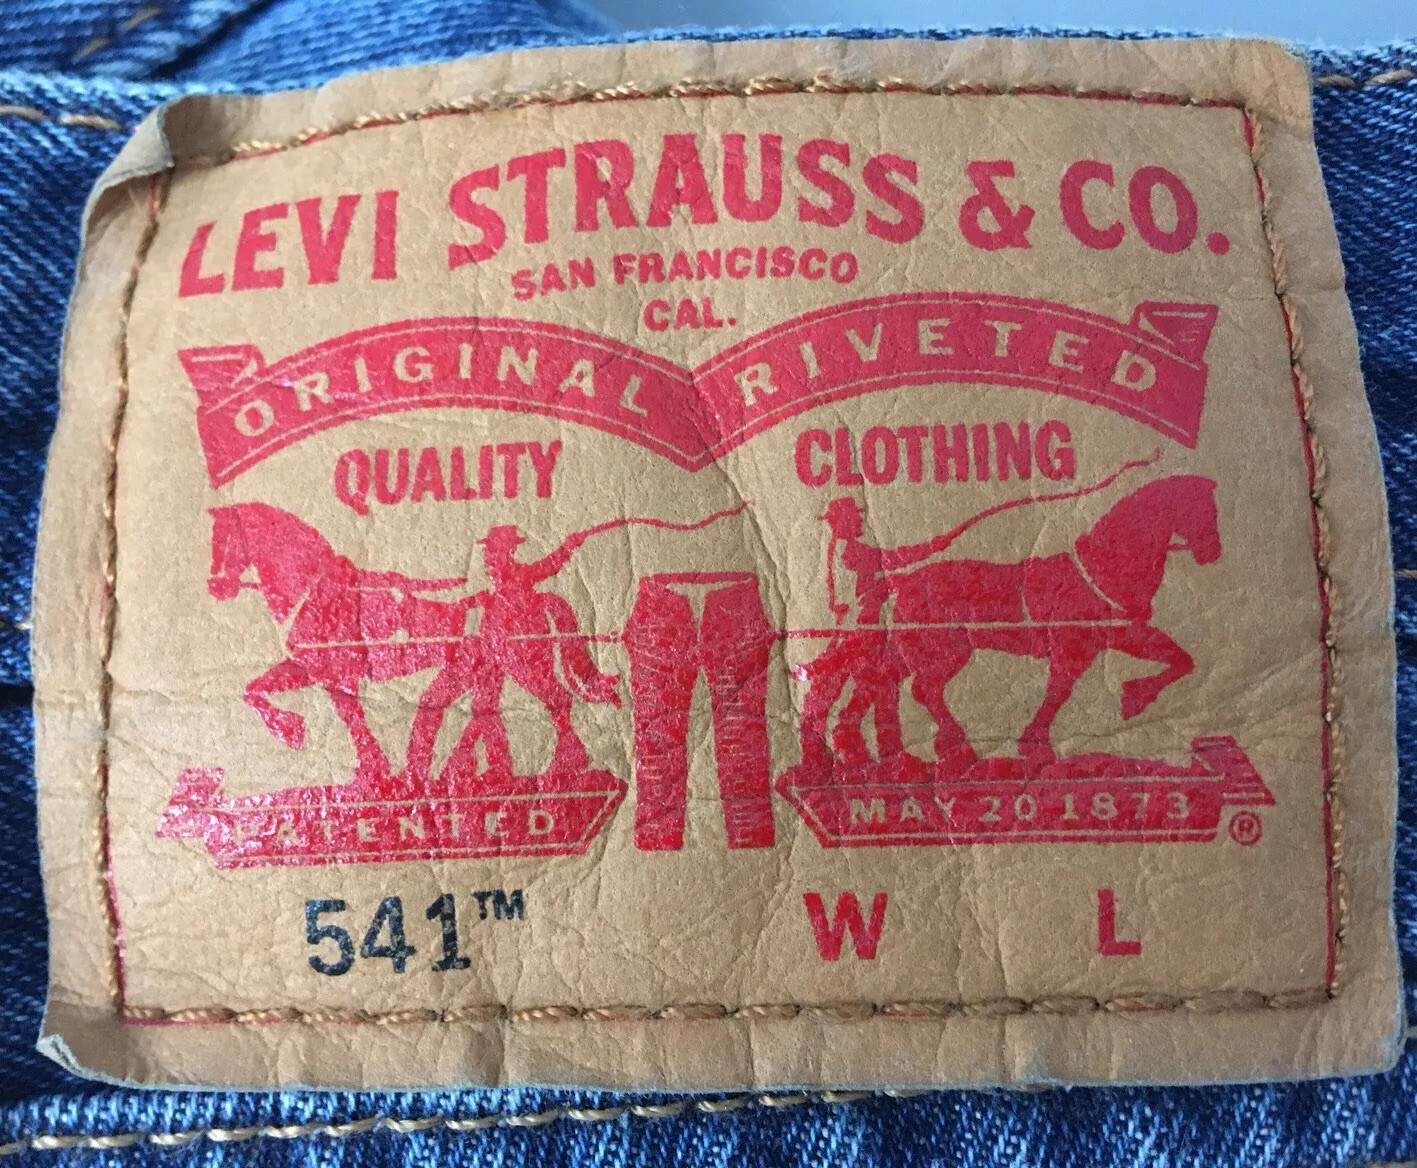 LEVI STRAUSS & CO.
SAN FRANCISCO
CAL.
ORIGINAL RIVETED
QUALITY CLOTHING
PATENTED MAY 20 1873 ®
541™ W L